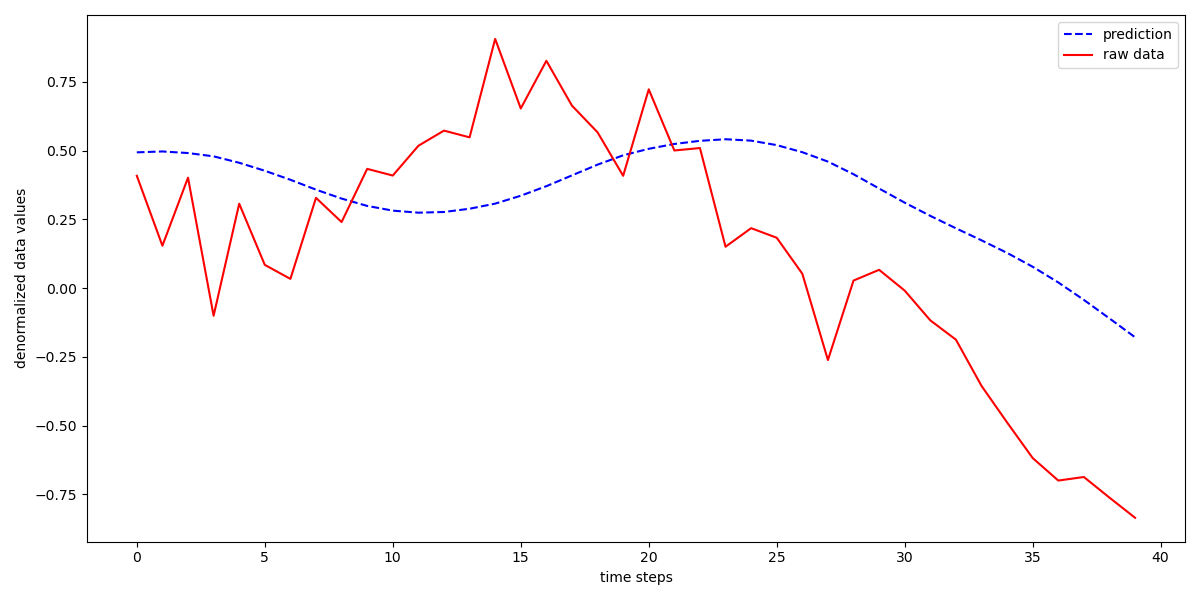 prediction
raw data
0.75
0.50
0.25
0.00
−0.25
−0.50
−0.75
denormalized data values
0 5 10 15 20 25 30 35 40
time steps